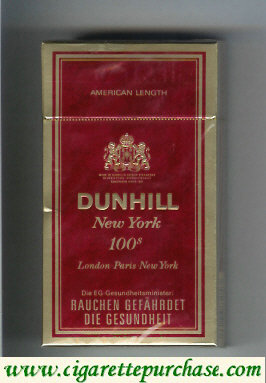 AMERICAN LENGTH
DUNHILL
New York
100s
London Paris New York
Die EG Gesundheitsminister:
RAUCHEN GEFÄHRDET
DIE GESUNDHEIT
www.cigarettepurchase.com